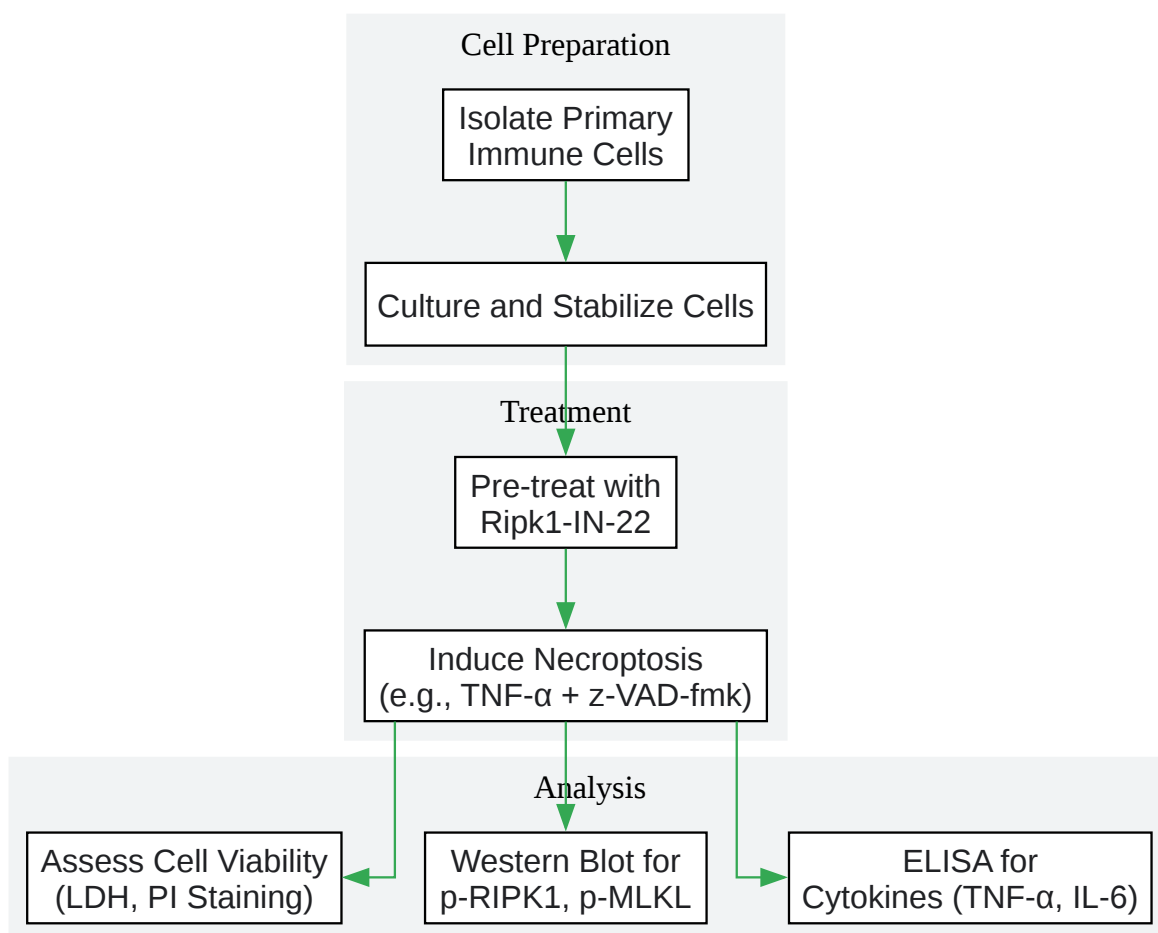 Cell Preparation
Isolate Primary
Immune Cells
Culture and Stabilize Cells
Treatment
Pre-treat with
Ripk1-IN-22
Induce Necroptosis
(e.g., TNF-α + z-VAD-fmk)
Analysis
Assess Cell Viability
(LDH, PI Staining)
Western Blot for
p-RIPK1, p-MLKL
ELISA for
Cytokines (TNF-α, IL-6)